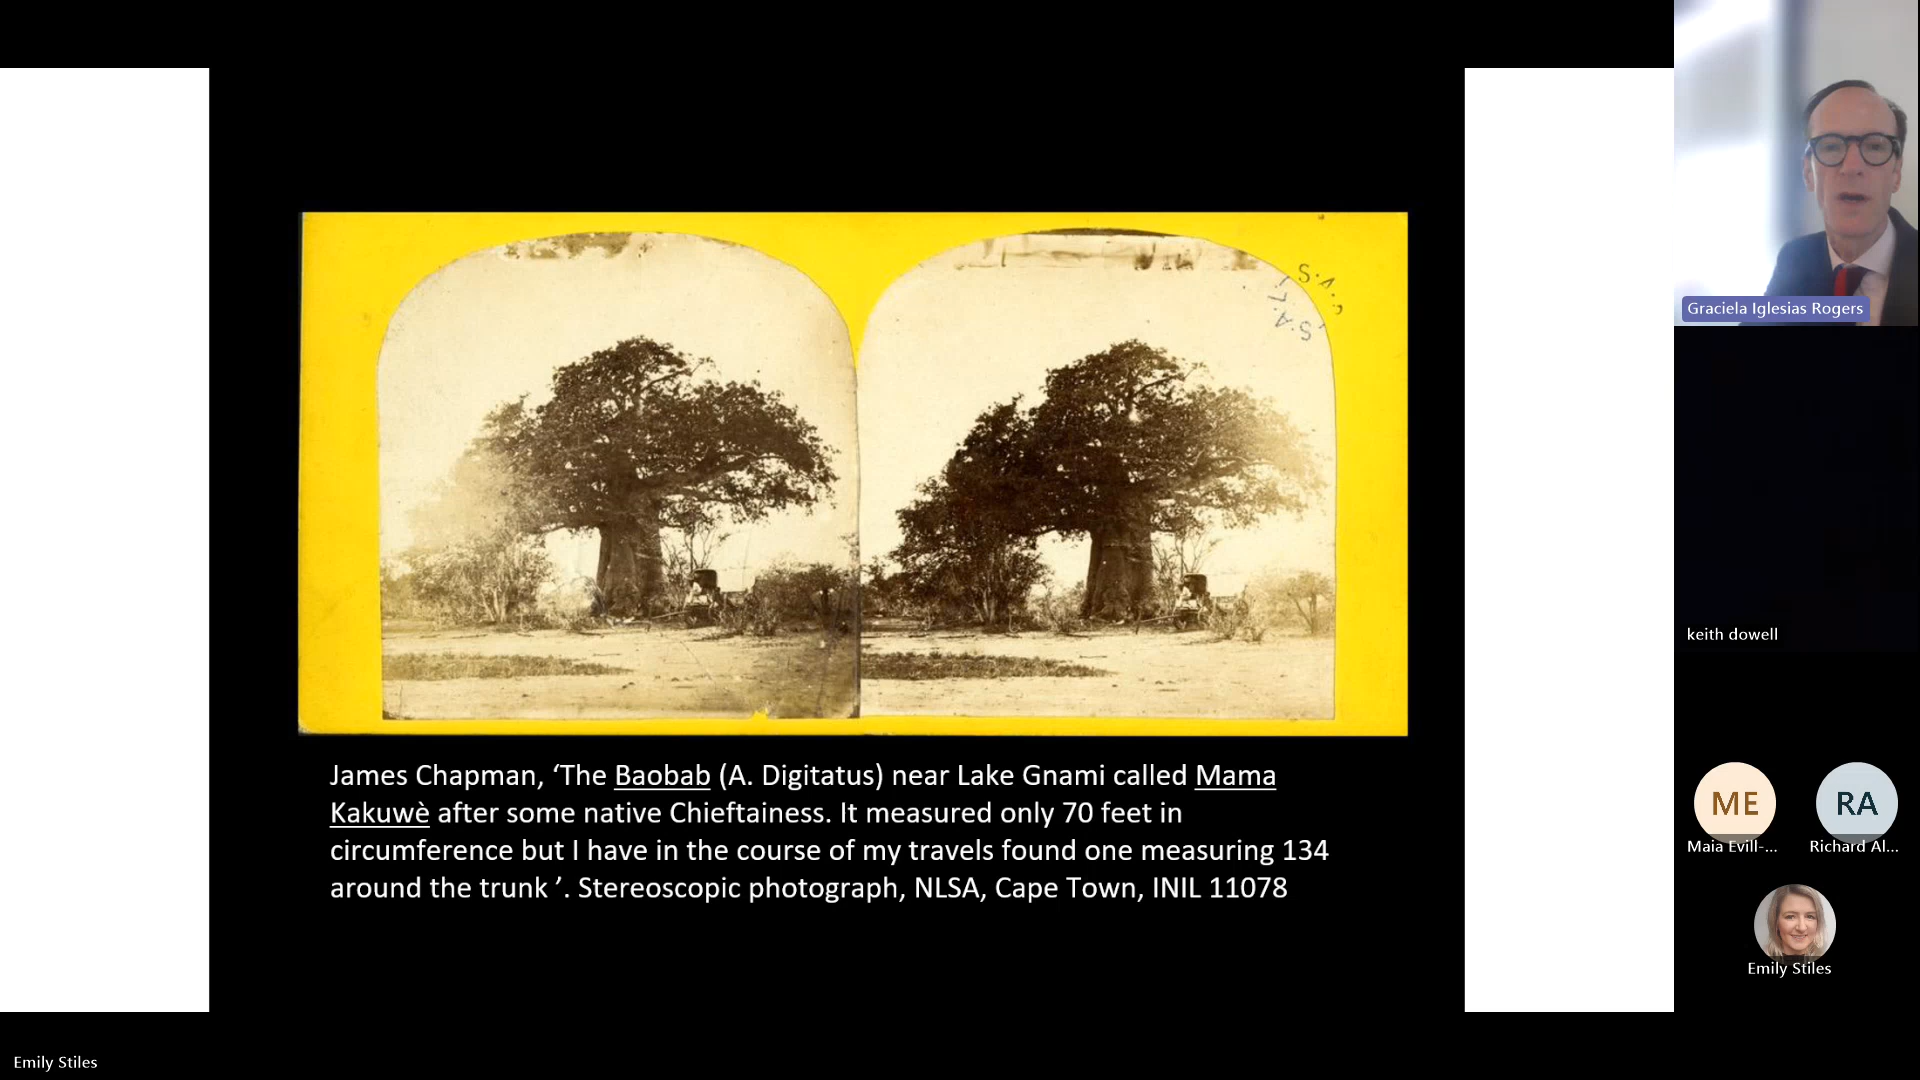 S.A.,
S.A.L.
James Chapman, ‘The Baobab (A. Digitatus) near Lake Gnami called Mama
Kakuwè after some native Chieftainess. It measured only 70 feet in
circumference but I have in the course of my travels found one measuring 134
around the trunk ’. Stereoscopic photograph, NLSA, Cape Town, INIL 11078
Graciela Iglesias Rogers
keith dowell
ME
RA
Maia Evill-...
Richard Al...
Emily Stiles
Emily Stiles